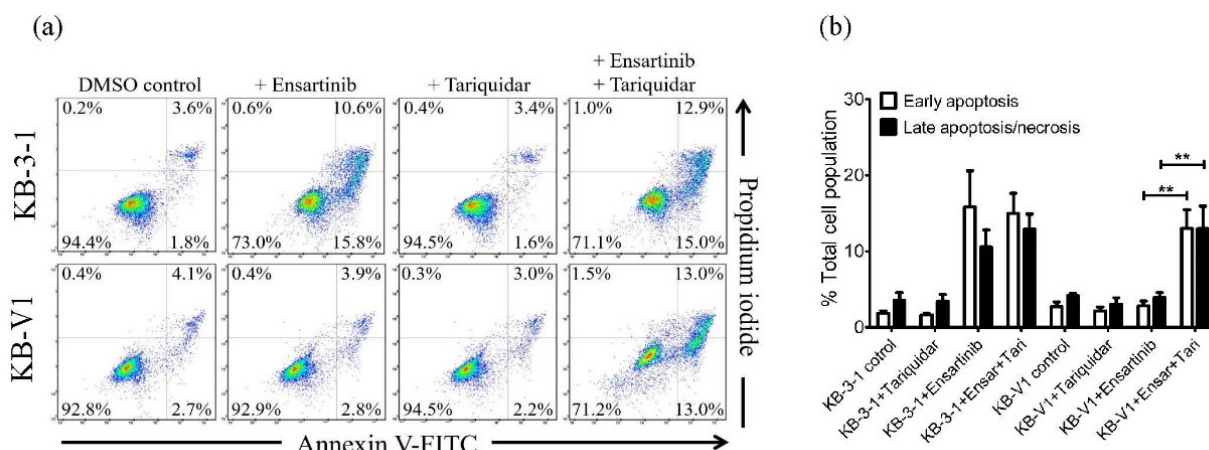 (a)
DMSO control
+ Ensartinib
+ Tariquidar
+ Ensartinib
+ Tariquidar
KB-3-1
0.2% 3.6%
94.4% 1.8%
0.6% 10.6%
73.0% 15.8%
0.4% 3.4%
94.5% 1.6%
1.0% 12.9%
71.1% 15.0%
KB-V1
0.4% 4.1%
92.8% 2.7%
0.4% 3.9%
92.9% 2.8%
0.3% 3.0%
94.5% 2.2%
1.5% 13.0%
71.2% 13.0%
Propidium iodide
Annexin V-FITC
(b)
% Total cell population
30
20
10
0
Early apoptosis
Late apoptosis/necrosis
**
**
KB-3-1 cotrol
KB-3-1+Tariquidar
KB-3-1+Ensartinib
KB-3-1+Ensar+Tari
KB-V1 control
KB-V1+Tariquidar
KB-V1+Ensartinib
KB-V1+Ensar+Tari